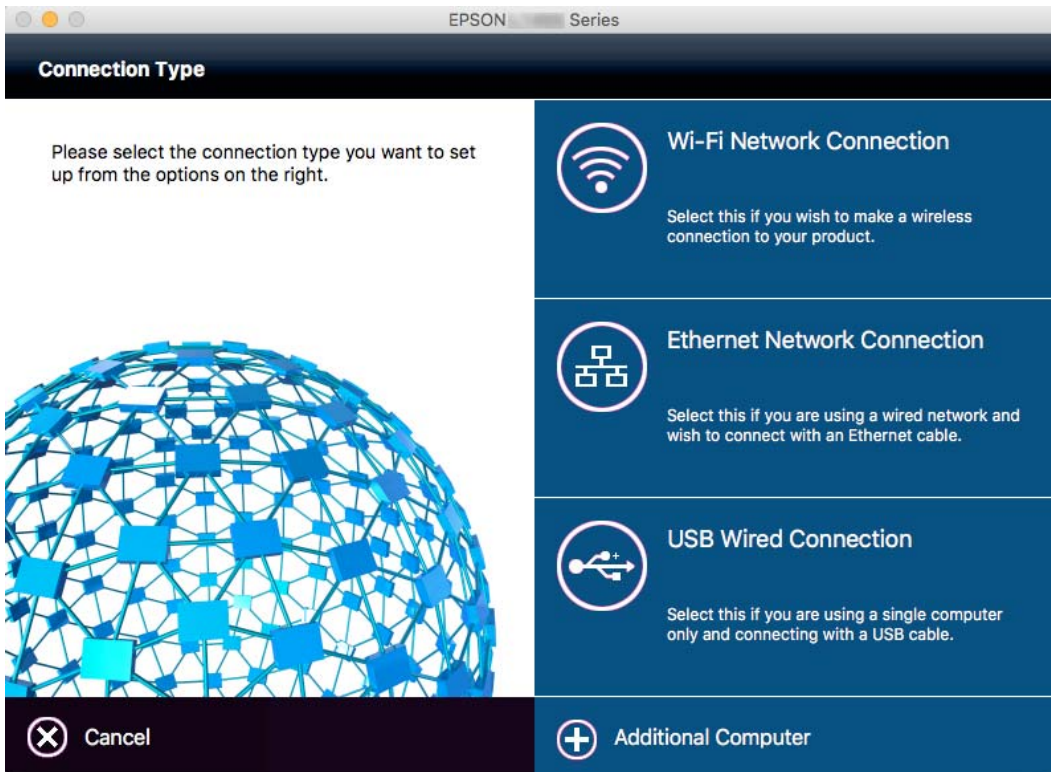 EPSON Series
Connection Type
Please select the connection type you want to set
up from the options on the right.
Wi-Fi Network Connection
Select this if you wish to make a wireless
connection to your product.
Ethernet Network Connection
Select this if you are using a wired network and
wish to connect with an Ethernet cable.
USB Wired Connection
Select this if you are using a single computer
only and connecting with a USB cable.
Cancel
Additional Computer